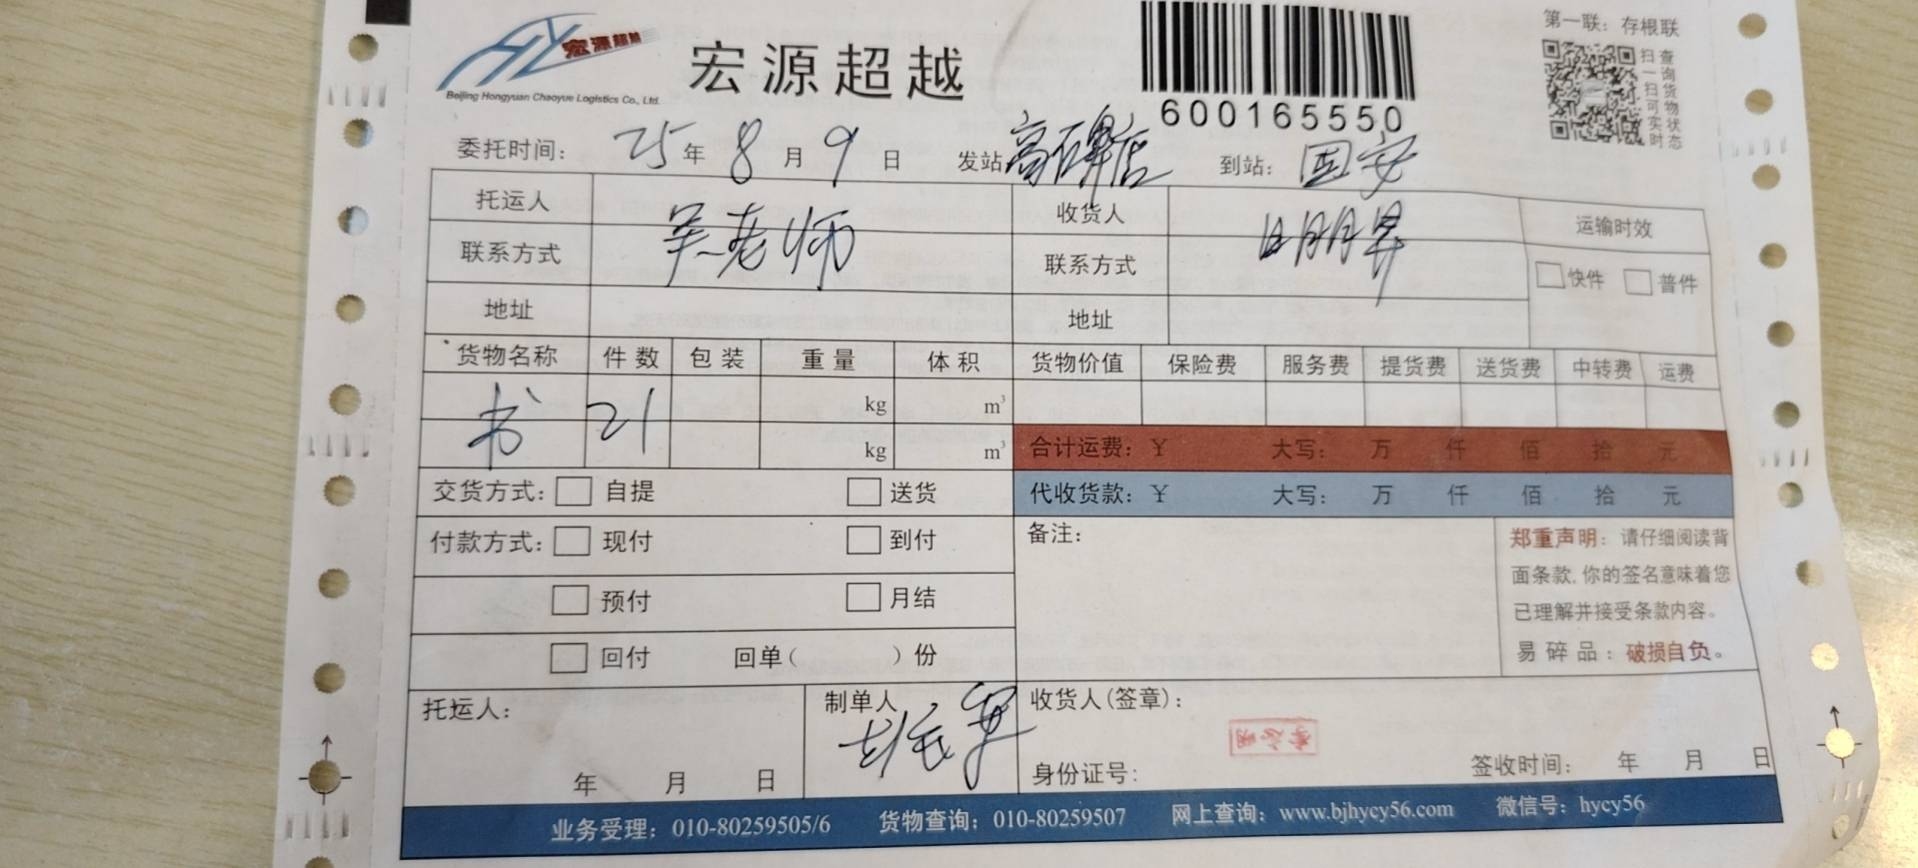 宏源超越
Beijing Hongyuan Chaoyue Logistics Co., Ltd.
宏源超越
600165550
第一联：存根联
扫一扫可查询货物实时状态
委托时间： 25 年 8 月 9 日 发站 高碑店 到站： 固安
托运人 老师 收货人 运输时效
联系方式 联系方式 快件 普件
地址 地址
货物名称 件数 包装 重量 体积 货物价值 保险费 服务费 提货费 送货费 中转费 运费
书 21 kg m³
kg m³ 合计运费：￥ 大写： 万 仟 佰 拾 元
交货方式： 自提 送货 代收货款：￥ 大写： 万 仟 佰 拾 元
付款方式： 现付 到付 备注：
预付 月结
回付 回单（ ）份
郑重声明：请仔细阅读背
面条款,你的签名意味着您
已理解并接受条款内容。
易碎品：破损自负。
托运人： 制单人 收货人(签章)：
年 月 日 身份证号： 签收时间： 年 月 日
业务受理：010-80259505/6 货物查询：010-80259507 网上查询：www.bjhycy56.com 微信号：hycy56